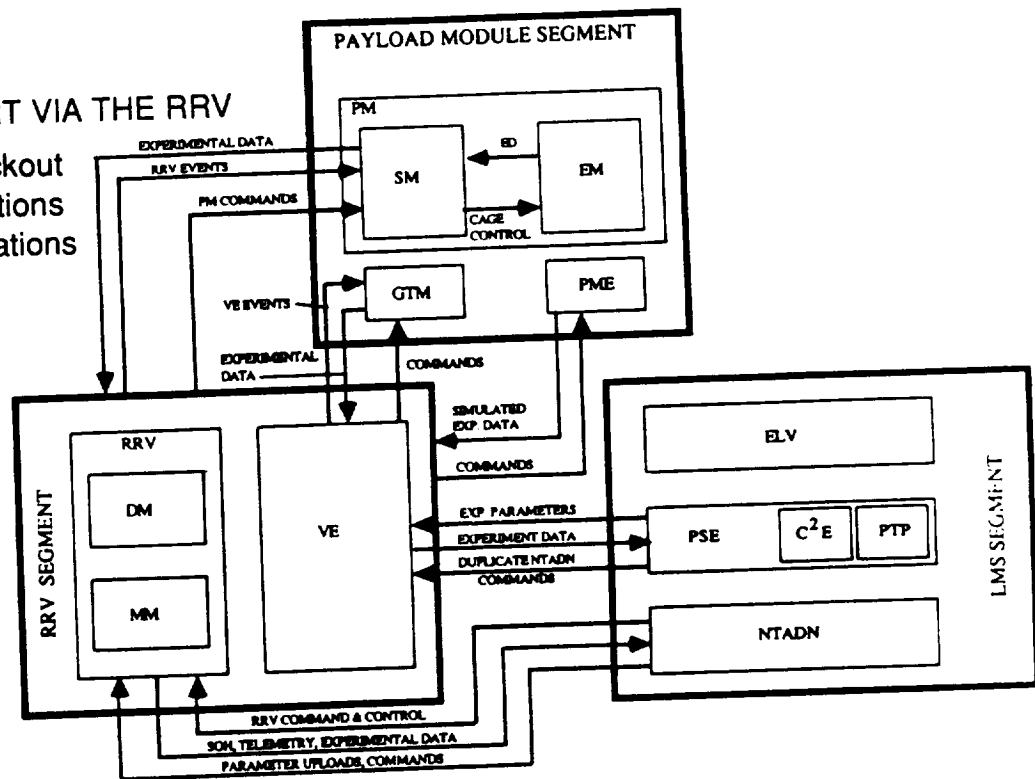 PAYLOAD MODULE SEGMENT
RT VIA THE RRV
ckout
tions
ations
PM
SM
EM
ED
CAGE
CONTROL
EXPERIMENTAL DATA
RRV EVENTS
PM COMMANDS
GTM
PME
VE EVENTS
EXPERIMENTAL
DATA
COMMANDS
SIMULATED
EXP. DATA
COMMANDS
RRV SEGMENT
RRV
DM
MM
VE
LMS SEGMENT
ELV
PSE
C²E
PTP
NTADN
EXP PARAMETERS
EXPERIMENT DATA
DUPLICATE NTADN
COMMANDS
RRV COMMAND & CONTROL
SOH, TELEMETRY, EXPERIMENTAL DATA
PARAMETER UPLOADS, COMMANDS